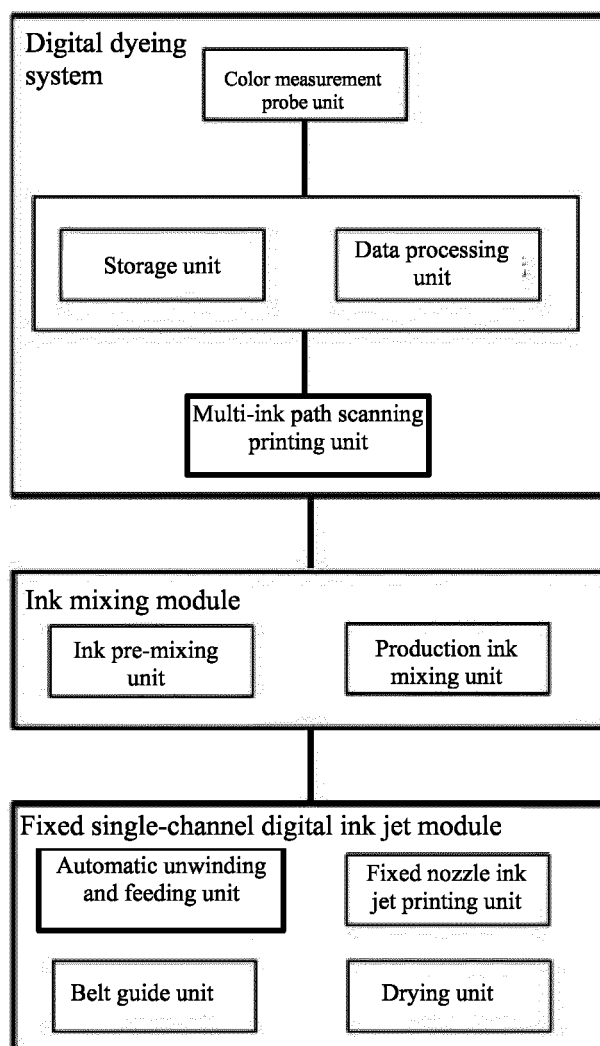 Digital dyeing
system
Color measurement
probe unit
Storage unit
Data processing
unit
Multi-ink path scanning
printing unit
Ink mixing module
Ink pre-mixing
unit
Production ink
mixing unit
Fixed single-channel digital ink jet module
Automatic unwinding
and feeding unit
Fixed nozzle ink
jet printing unit
Belt guide unit
Drying unit